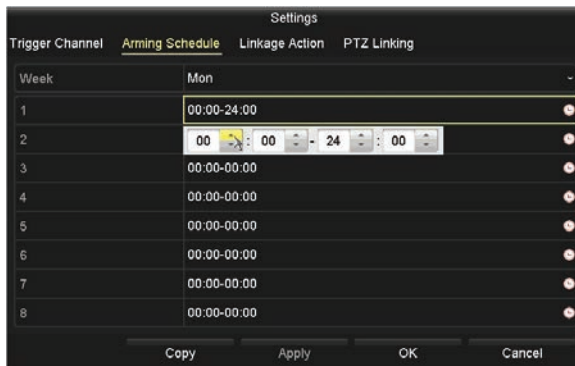 Settings
Trigger Channel Arming Schedule Linkage Action PTZ Linking
Week Mon
1 00:00-24:00
2 00 : 00 - 24 : 00
3 00:00-00:00
4 00:00-00:00
5 00:00-00:00
6 00:00-00:00
7 00:00-00:00
8 00:00-00:00
Copy Apply OK Cancel